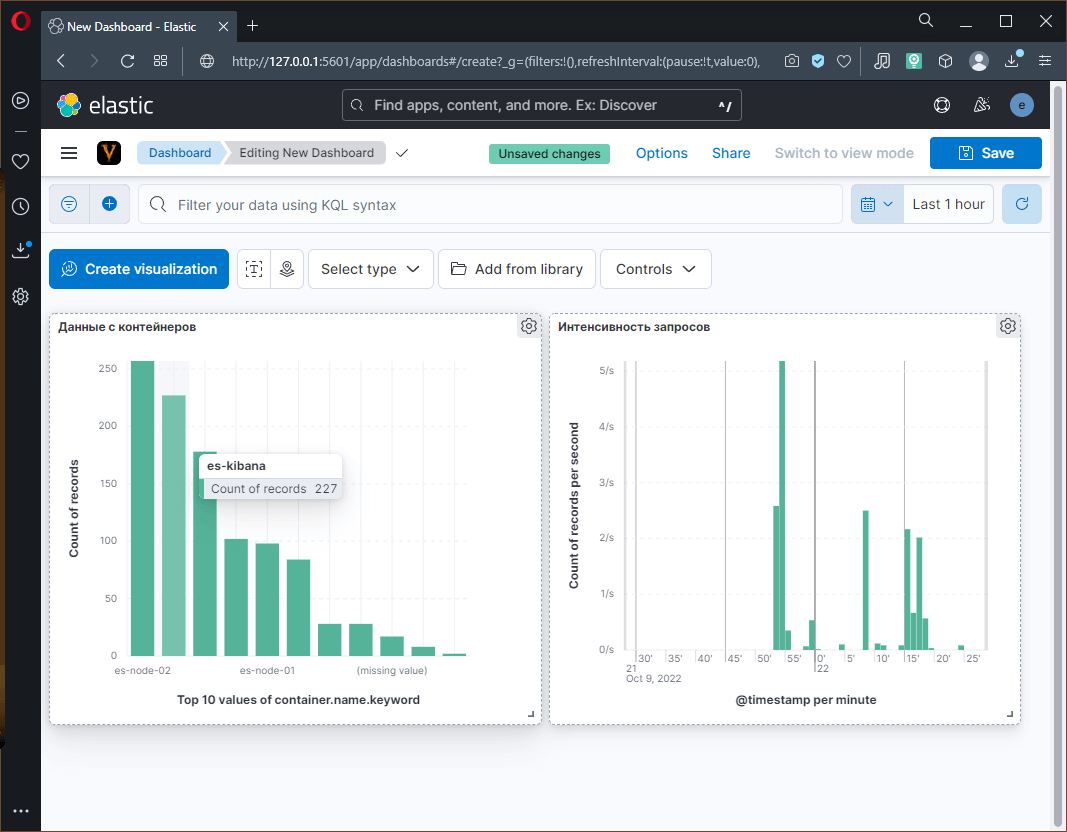 New Dashboard - Elastic
http://127.0.0.1:5601/app/dashboards#/create?_g=(filters:!(),refreshInterval:(pause:!t,value:0),
elastic
Find apps, content, and more. Ex: Discover ^/
e
V Dashboard Editing New Dashboard Unsaved changes Options Share Switch to view mode Save
Filter your data using KQL syntax Last 1 hour
Create visualization Select type Add from library Controls
Данные с контейнеров
250
200
150
100
50
0
Count of records
es-kibana
Count of records 227
es-node-02 es-node-01 (missing value)
Top 10 values of container.name.keyword
Интенсивность запросов
5/s
4/s
3/s
2/s
1/s
0/s
Count of records per second
30' 35' 40' 45' 50' 55' 0' 5' 10' 15' 20' 25'
21 22
Oct 9, 2022
@timestamp per minute